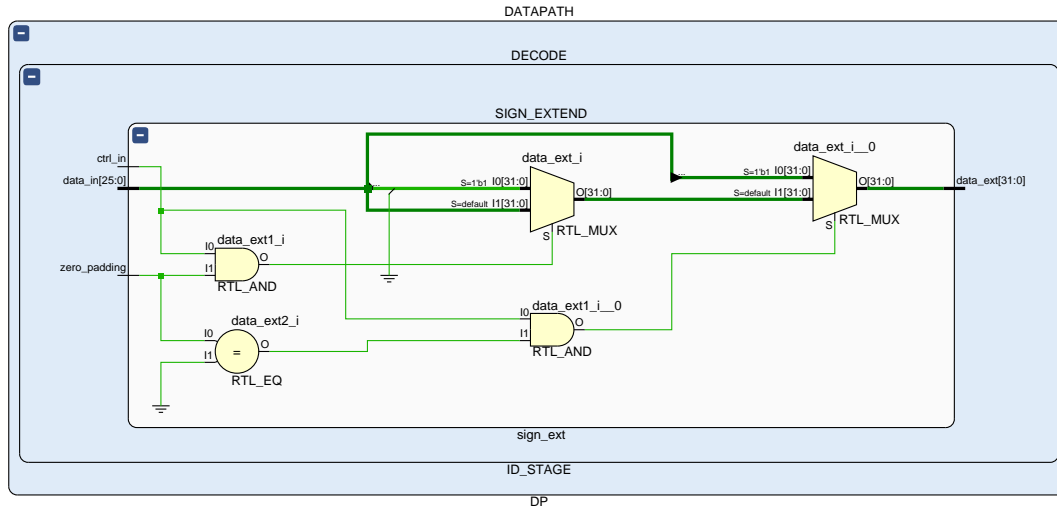 DATAPATH
DECODE
SIGN_EXTEND
ctrl_in
data_in[25:0]
zero_padding
data_ext_i
S=1'b1 I0[31:0]
S=default I1[31:0]
O[31:0]
S
RTL_MUX
data_ext_i__0
S=1'b1 I0[31:0]
S=default I1[31:0]
O[31:0]
S
RTL_MUX
data_ext[31:0]
data_ext1_i
I0
I1
O
RTL_AND
data_ext1_i__0
I0
I1
O
RTL_AND
data_ext2_i
I0
I1
=
O
RTL_EQ
...
...
sign_ext
ID_STAGE
DP